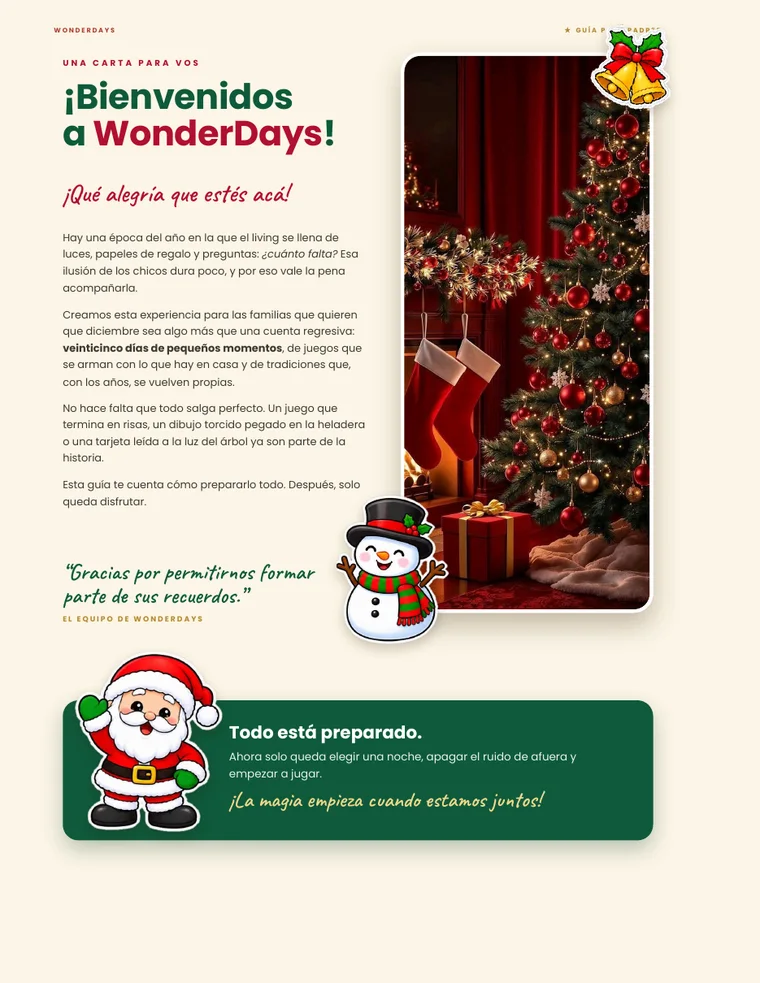 WONDERDAYS
★ GUÍA
UNA CARTA PARA VOS
¡Bienvenidos
a WonderDays!
¡Qué alegría que estés acá!
Hay una época del año en la que el living se llena de
luces, papeles de regalo y preguntas: ¿cuánto falta? Esa
ilusión de los chicos dura poco, y por eso vale la pena
acompañarla.
Creamos esta experiencia para las familias que quieren
que diciembre sea algo más que una cuenta regresiva:
veinticinco días de pequeños momentos, de juegos que
se arman con lo que hay en casa y de tradiciones que,
con los años, se vuelven propias.
No hace falta que todo salga perfecto. Un juego que
termina en risas, un dibujo torcido pegado en la heladera
o una tarjeta leída a la luz del árbol ya son parte de la
historia.
Esta guía te cuenta cómo prepararlo todo. Después, solo
queda disfrutar.
“Gracias por permitirnos formar
parte de sus recuerdos.”
EL EQUIPO DE WONDERDAYS
Todo está preparado.
Ahora solo queda elegir una noche, apagar el ruido de afuera y
empezar a jugar.
¡La magia empieza cuando estamos juntos!